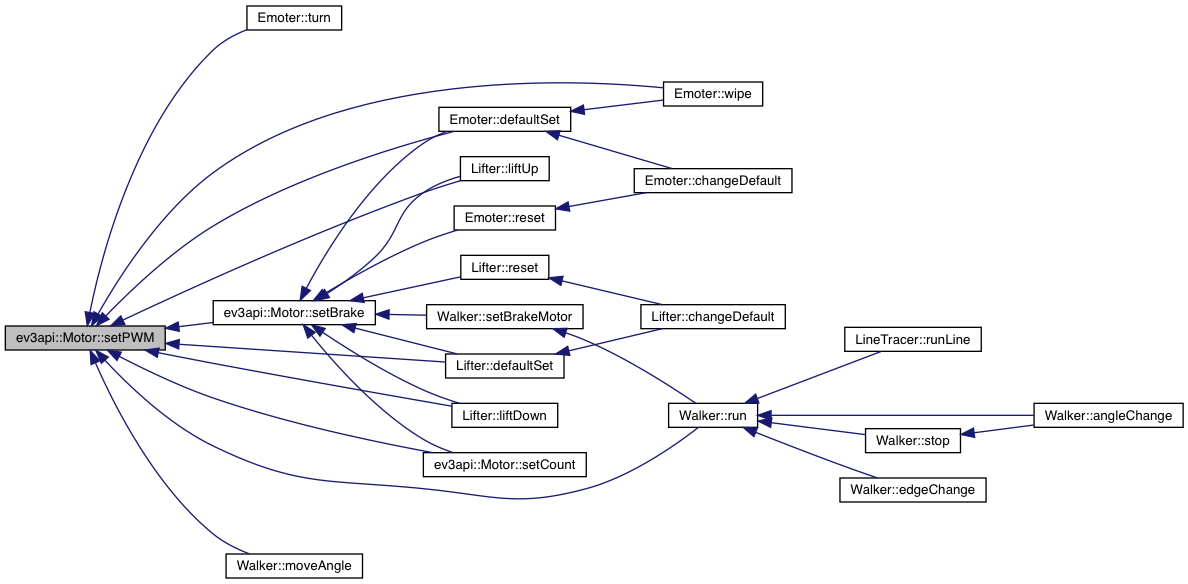 Emoter::turn
Emoter::wipe
Emoter::defaultSet
Lifter::liftUp
Emoter::changeDefault
Emoter::reset
Lifter::reset
ev3api::Motor::setBrake
Walker::setBrakeMotor
Lifter::changeDefault
ev3api::Motor::setPWM
LineTracer::runLine
Lifter::defaultSet
Lifter::liftDown
Walker::run
Walker::angleChange
Walker::stop
ev3api::Motor::setCount
Walker::edgeChange
Walker::moveAngle